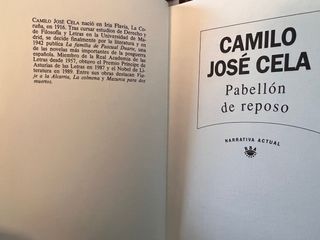 CAMILO JOSÉ CELA nació en Iria Flavia, La Co-
ruña, en 1916. Tras cursar estudios de Derecho y de
Filosofía y Letras en la Universidad de Ma-
drid, se decide finalmente por la literatura y en
1942 publica La familia de Pascual Duarte, una
de las novelas más importantes de la posguerra
española. Miembro de la Real Academia de
las Letras, obtuvo el Premio Príncipe de
Asturias de las Letras en 1987 y el Nobel de Li-
teratura en 1989. Entre sus obras destacan Via-
je a la Alcarria, La colmena y Mazurca para dos
muertos.
CAMILO
JOSÉ CELA
Pabellón
de reposo
NARRATIVA ACTUAL